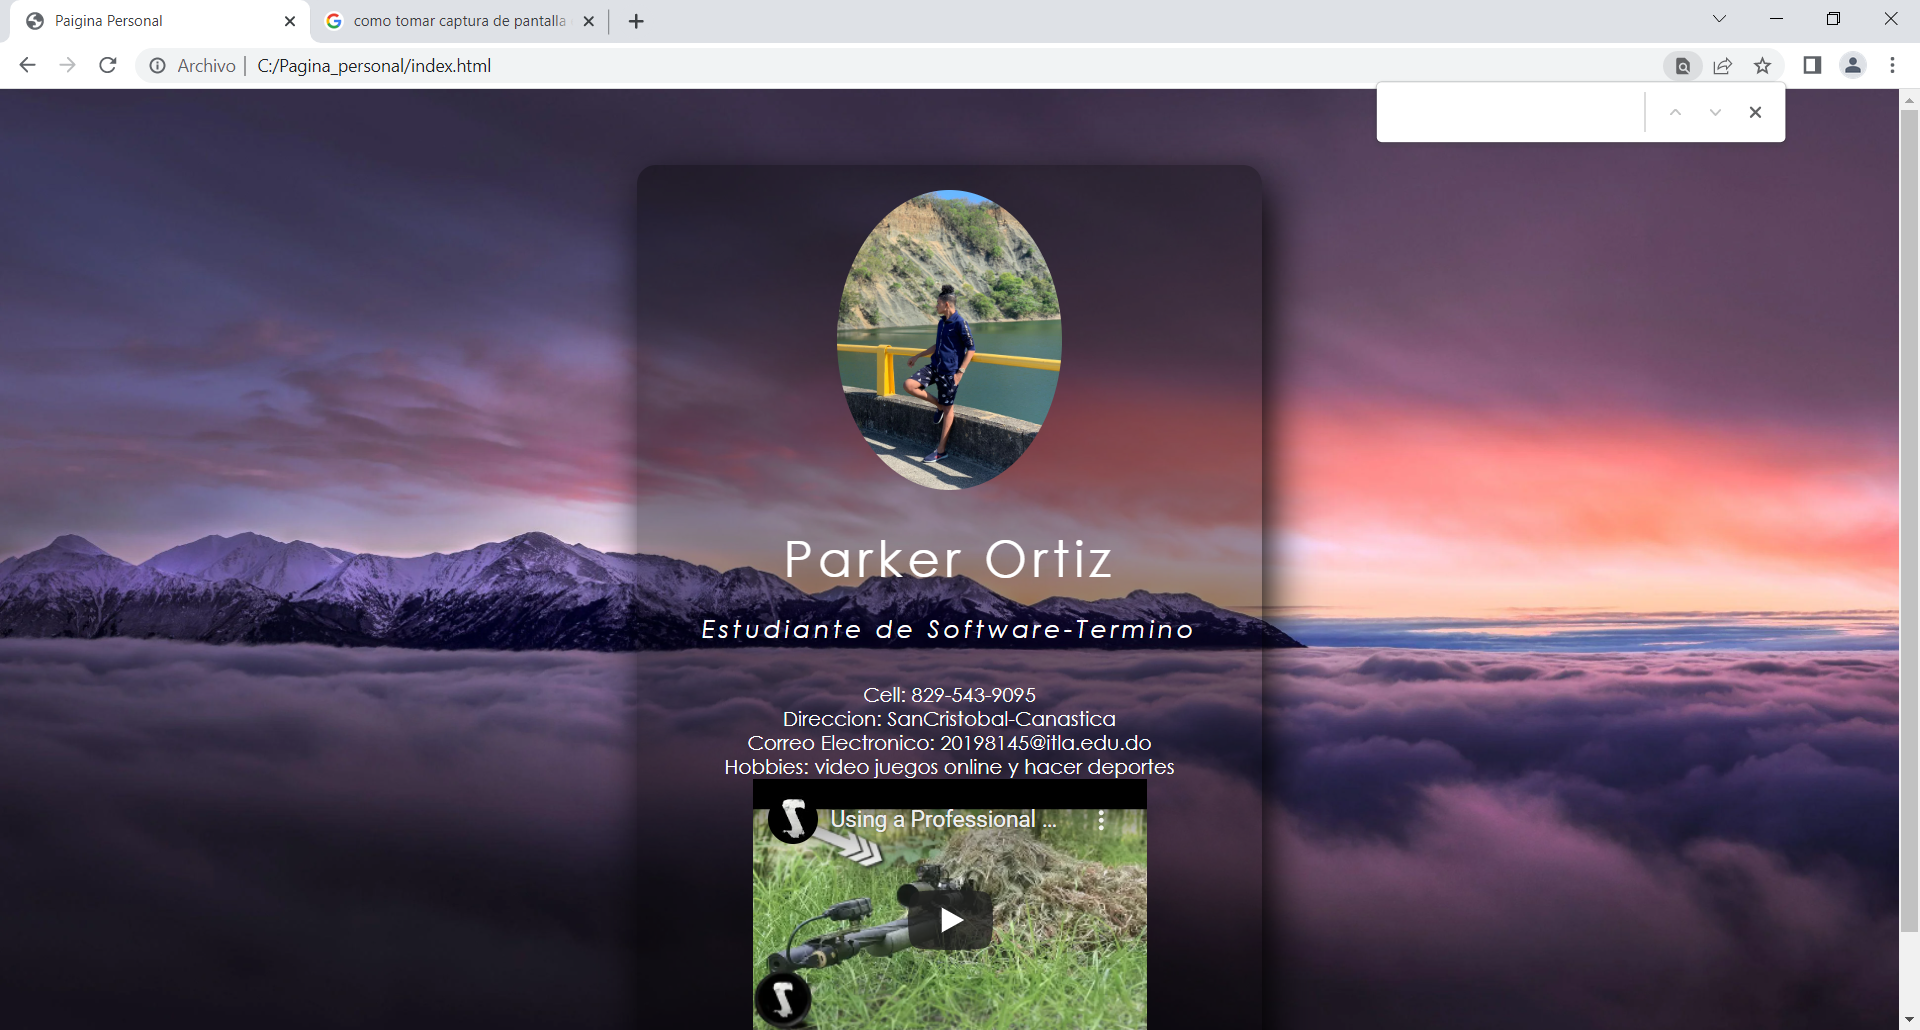 Paigina Personal
como tomar captura de pantalla
Archivo | C:/Pagina_personal/index.html
Parker Ortiz
Estudiante de Software-Termino
Cell: 829-543-9095
Direccion: SanCristobal-Canastica
Correo Electronico: 20198145@itla.edu.do
Hobbies: video juegos online y hacer deportes
Using a Professional ...